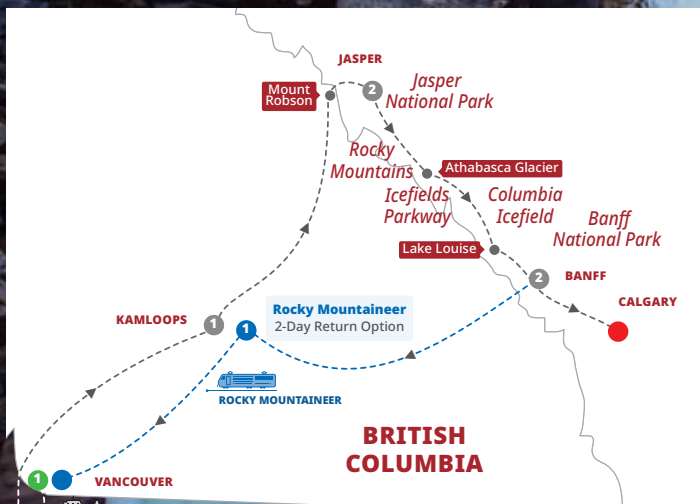 JASPER
2
Jasper
National Park
Mount
Robson
Rocky
Mountains
Athabasca Glacier
Icefields
Parkway
Columbia
Icefield
Banff
National Park
Lake Louise
2
BANFF
CALGARY
KAMLOOPS
1
1
Rocky Mountaineer
2-Day Return Option
ROCKY MOUNTAINEER
BRITISH
COLUMBIA
1
VANCOUVER